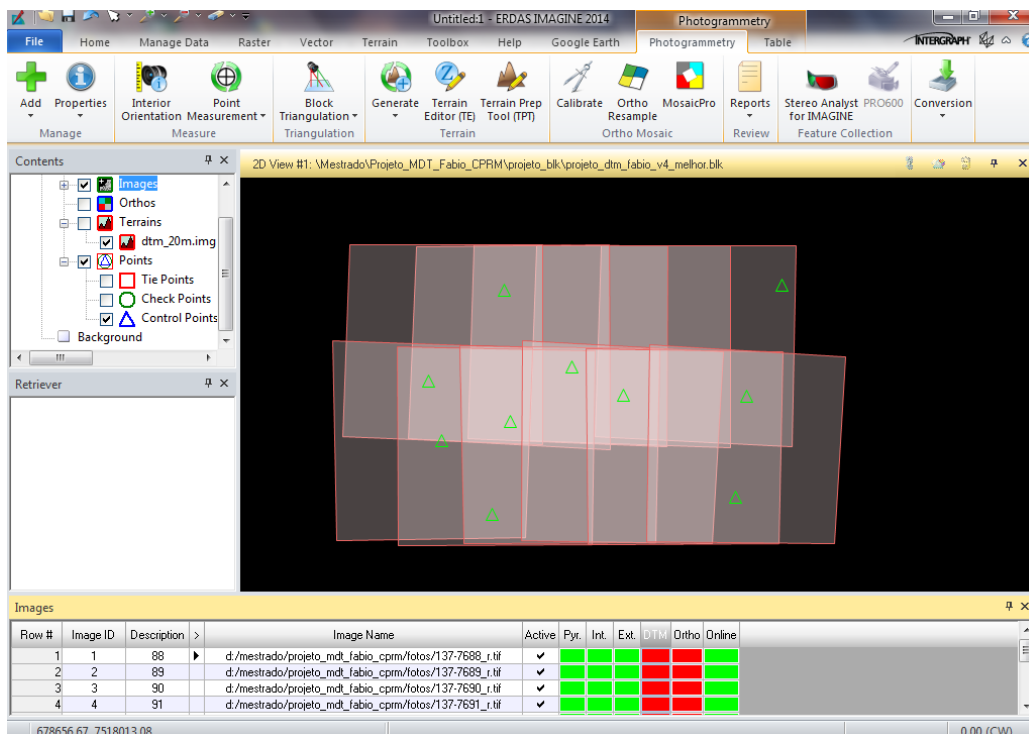 Untitled:1 - ERDAS IMAGINE 2014
Photogrammetry
File Home Manage Data Raster Vector Terrain Toolbox Help Google Earth Photogrammetry Table INTERGRAPH
Add Properties Interior Orientation Point Measurement Block Triangulation Generate Terrain Editor (TE) Terrain Prep Tool (TPT) Calibrate Ortho Resample MosaicPro Reports Stereo Analyst for IMAGINE PRO600 Conversion
Manage Measure Triangulation Terrain Ortho Mosaic Review Feature Collection
Contents
2D View #1: \Mestrado\Projeto_MDT_Fabio_CPRM\projeto_blk\projeto_dtm_fabio_v4_melhor.blk
Images
Orthos
Terrains
dtm_20m.img
Points
Tie Points
Check Points
Control Points
Background
Retriever
Images
Row # Image ID Description > Image Name Active Pyr. Int. Ext. DTM Ortho Online
1 1 88 d:/mestrado/projeto_mdt_fabio_cprm/fotos/137-7688_r.tif
2 2 89 d:/mestrado/projeto_mdt_fabio_cprm/fotos/137-7689_r.tif
3 3 90 d:/mestrado/projeto_mdt_fabio_cprm/fotos/137-7690_r.tif
4 4 91 d:/mestrado/projeto_mdt_fabio_cprm/fotos/137-7691_r.tif
678656.67, 7518013.08 0.00 (CW)